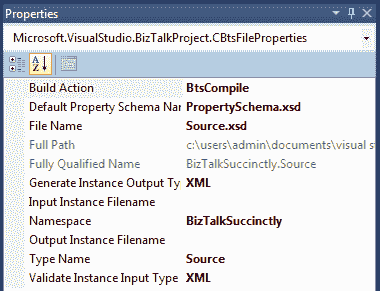 Properties
Microsoft.VisualStudio.BizTalkProject.CBtsFileProperties
Build Action BtsCompile
Default Property Schema Nam PropertySchema.xsd
File Name Source.xsd
Full Path c:\users\admin\documents\visual s
Fully Qualified Name BizTalkSuccinctly.Source
Generate Instance Output Ty XML
Input Instance Filename
Namespace BizTalkSuccinctly
Output Instance Filename
Type Name Source
Validate Instance Input Type XML